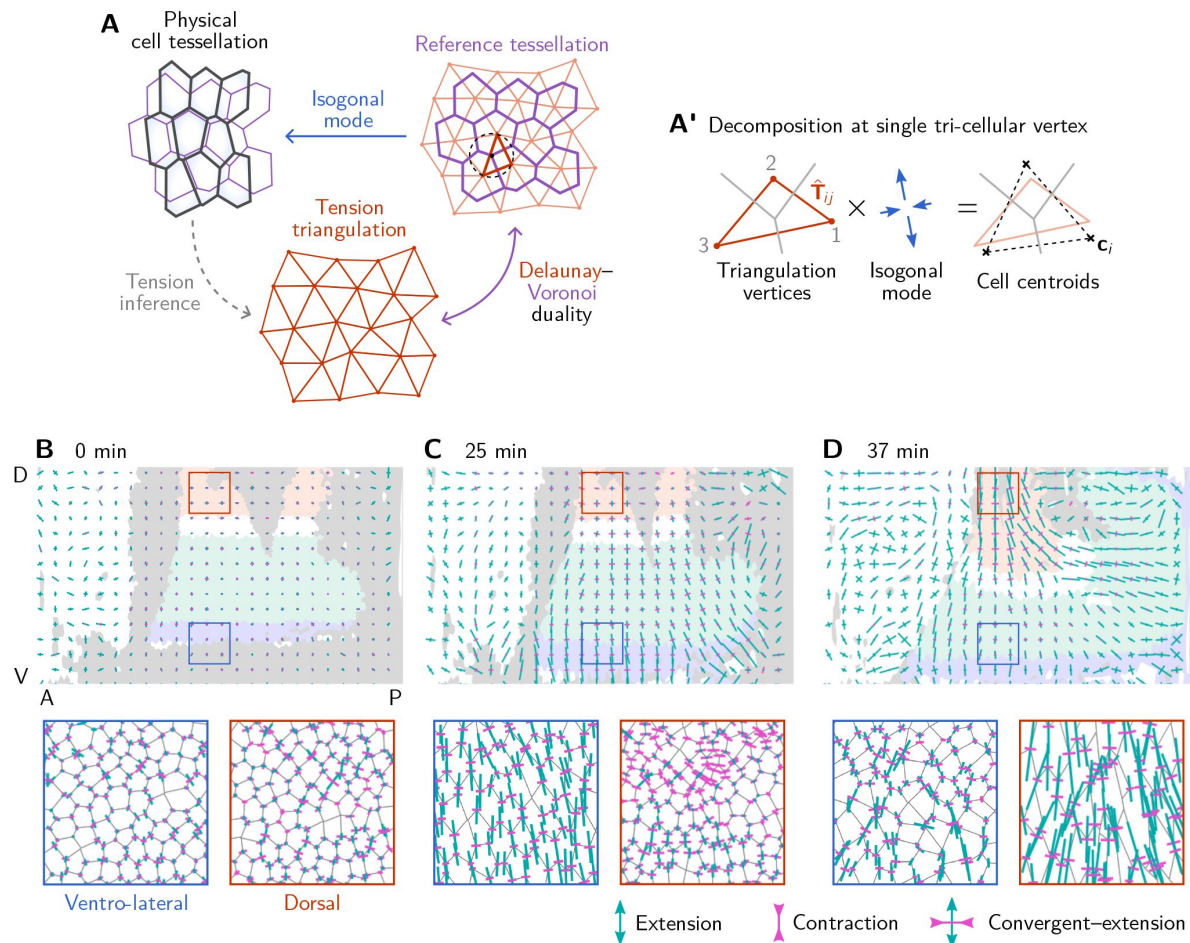 A
Physical
cell tessellation
Reference tessellation
Isogonal
mode
Tension
triangulation
Tension
inference
Delaunay–
Voronoi
duality
A' Decomposition at single tri-cellular vertex
2
T̂ij
1
3
×
=
ci
Triangulation
vertices
Isogonal
mode
Cell centroids
B 0 min
C 25 min
D 37 min
D
V
A
P
Ventro-lateral
Dorsal
Extension
Contraction
Convergent–extension